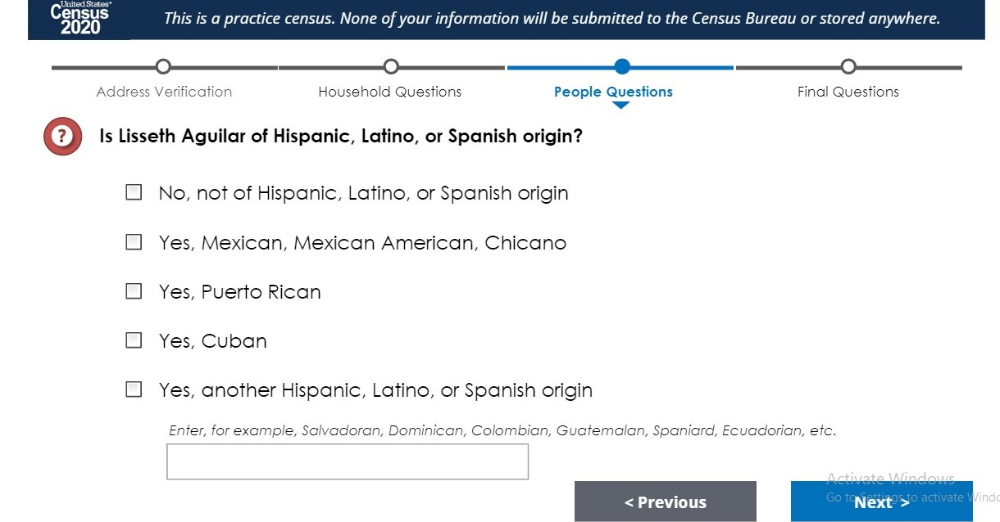 United States®
Census
2020
This is a practice census. None of your information will be submitted to the Census Bureau or stored anywhere.
Address Verification
Household Questions
People Questions
Final Questions
? Is Lisseth Aguilar of Hispanic, Latino, or Spanish origin?
No, not of Hispanic, Latino, or Spanish origin
Yes, Mexican, Mexican American, Chicano
Yes, Puerto Rican
Yes, Cuban
Yes, another Hispanic, Latino, or Spanish origin
Enter, for example, Salvadoran, Dominican, Colombian, Guatemalan, Spaniard, Ecuadorian, etc.
Activate Windows
Go to Settings to activate Windo
< Previous
Next >